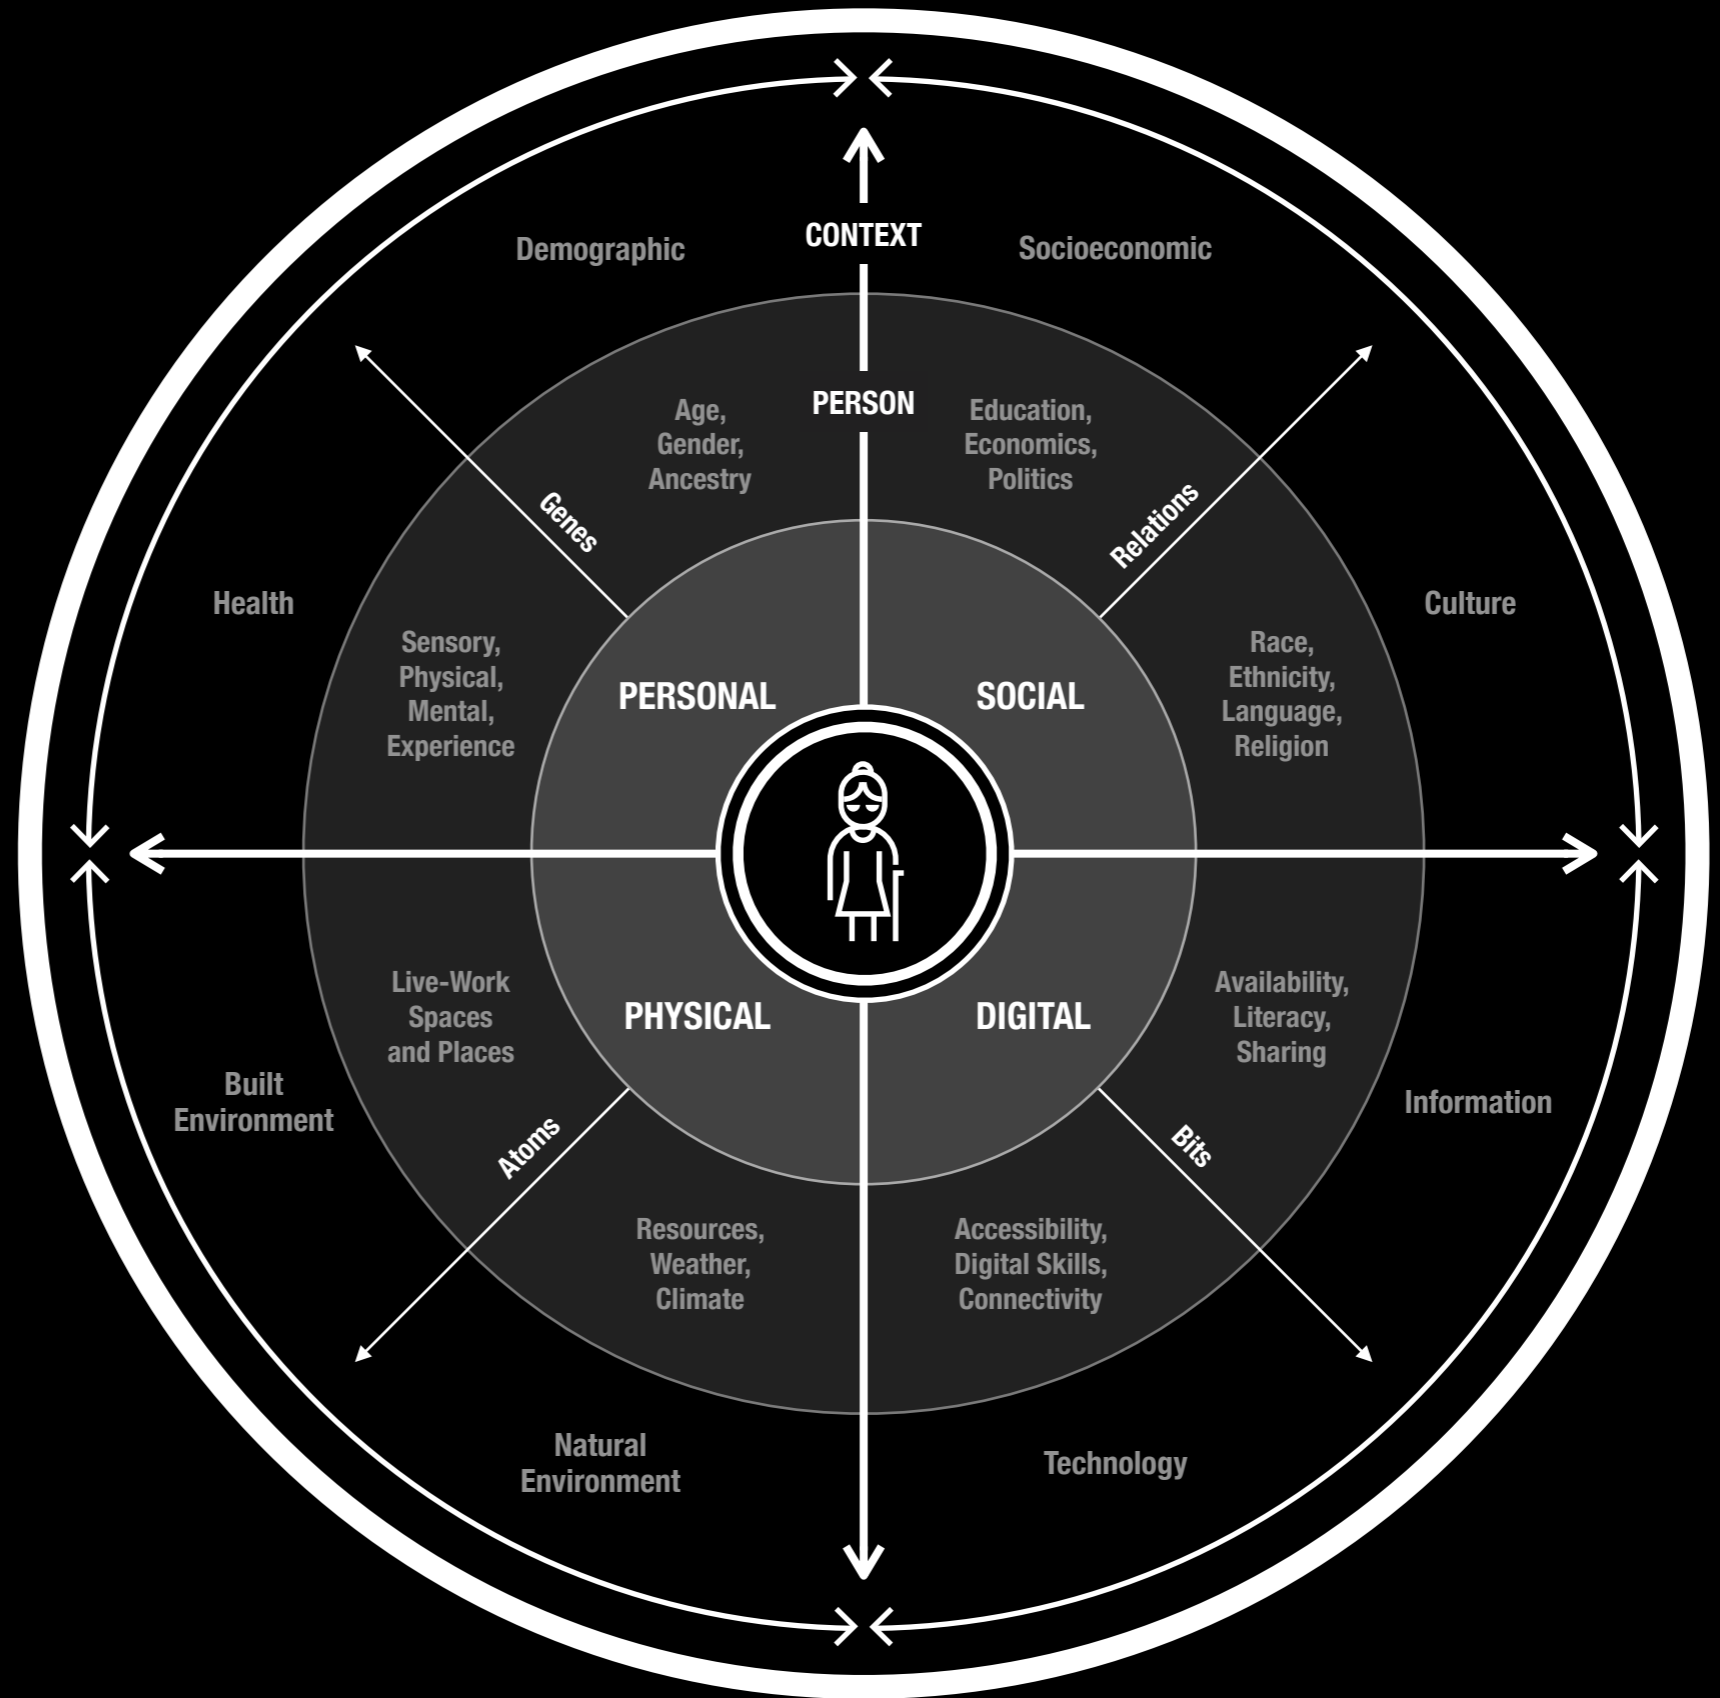 CONTEXT
Demographic
Socioeconomic
PERSON
Age,
Gender,
Ancestry
Education,
Economics,
Politics
Genes
Relations
Health
Culture
Sensory,
Physical,
Mental,
Experience
Race,
Ethnicity,
Language,
Religion
PERSONAL
SOCIAL
PHYSICAL
DIGITAL
Live-Work
Spaces
and Places
Availability,
Literacy,
Sharing
Built
Environment
Information
Atoms
Bits
Resources,
Weather,
Climate
Accessibility,
Digital Skills,
Connectivity
Natural
Environment
Technology